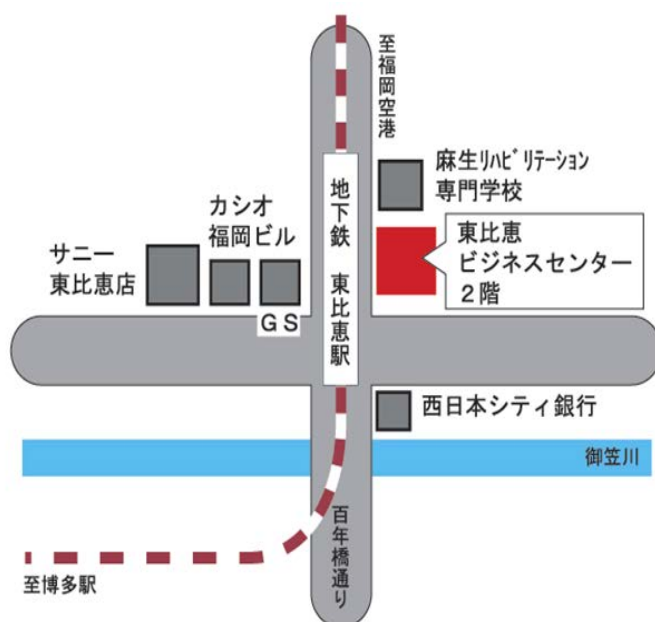 至福岡空港
麻生ﾘﾊﾋﾞﾘテーション
専門学校
カシオ
福岡ビル
サニー
東比恵店
GS
地下鉄 東比恵駅
東比恵
ビジネスセンター
２階
西日本シティ銀行
御笠川
百年橋通り
至博多駅